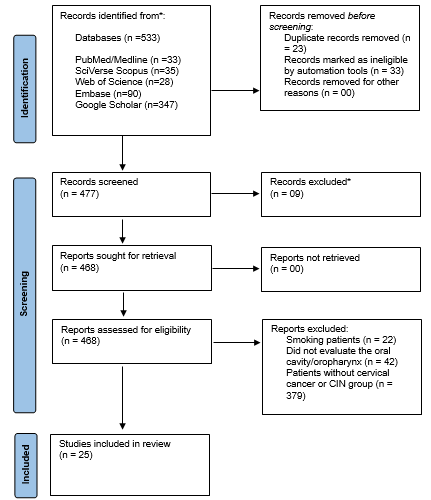 Identification
Records identified from*:
Databases (n =533)
PubMed/Medline (n =33)
SciVerse Scopus (n=35)
Web of Science (n=28)
Embase (n=90)
Google Scholar (n=347)
Records removed before
screening:
Duplicate records removed (n
= 23)
Records marked as ineligible
by automation tools (n = 33)
Records removed for other
reasons (n = 00)
Screening
Records screened
(n = 477)
Records excluded*
(n = 09)
Reports sought for retrieval
(n = 468)
Reports not retrieved
(n = 00)
Reports assessed for eligibility
(n = 468)
Reports excluded:
Smoking patients (n = 22)
Did not evaluate the oral
cavity/oropharynx (n = 42)
Patients without cervical
cancer or CIN group (n =
379)
Included
Studies included in review
(n = 25)